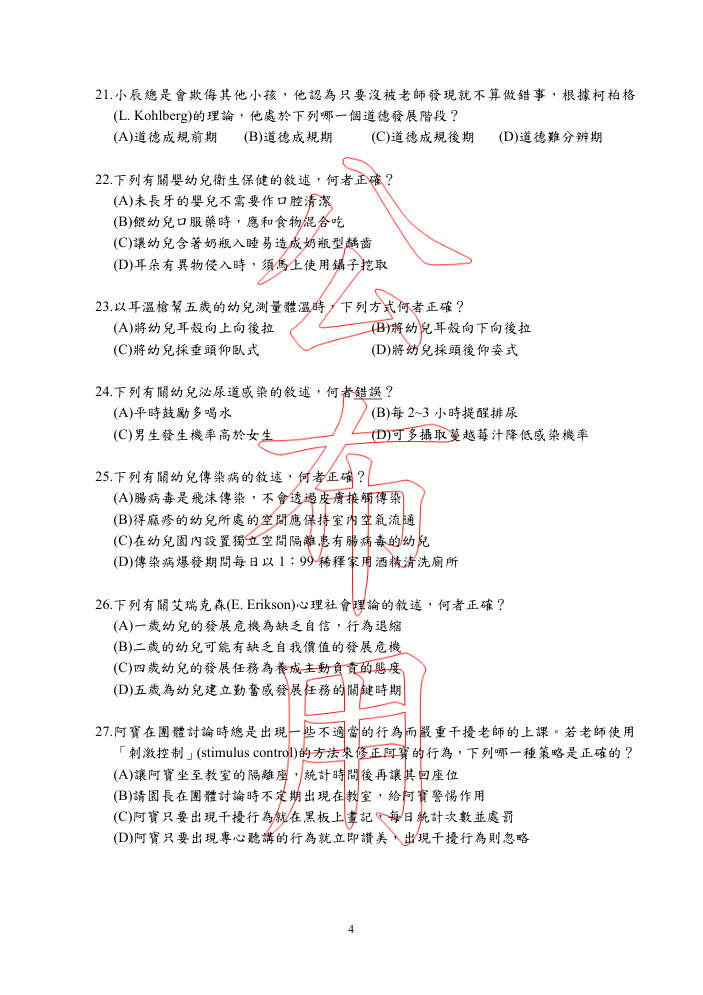 21.小辰總是會欺侮其他小孩，他認為只要沒被老師發現就不算做錯事，根據柯柏格
(L. Kohlberg)的理論，他處於下列哪一個道德發展階段？
(A)道德成規前期 (B)道德成規期 (C)道德成規後期 (D)道德難分辨期
22.下列有關嬰幼兒衛生保健的敘述，何者正確？
(A)未長牙的嬰兒不需要作口腔清潔
(B)餵幼兒口服藥時，應和食物混合吃
(C)讓幼兒含著奶瓶入睡易造成奶瓶型齲齒
(D)耳朵有異物侵入時，須馬上使用鑷子挖取
23.以耳溫槍幫五歲的幼兒測量體溫時，下列方式何者正確？
(A)將幼兒耳殼向上向後拉 (B)將幼兒耳殼向下向後拉
(C)將幼兒採垂頭仰臥式 (D)將幼兒採頭後仰姿式
24.下列有關幼兒泌尿道感染的敘述，何者錯誤？
(A)平時鼓勵多喝水 (B)每 2~3 小時提醒排尿
(C)男生發生機率高於女生 (D)可多攝取蔓越莓汁降低感染機率
25.下列有關幼兒傳染病的敘述，何者正確？
(A)腸病毒是飛沫傳染，不會透過皮膚接觸傳染
(B)得麻疹的幼兒所處的空間應保持室內空氣流通
(C)在幼兒園內設置獨立空間隔離患有腸病毒的幼兒
(D)傳染病爆發期間每日以 1：99 稀釋家用酒精清洗廁所
26.下列有關艾瑞克森(E. Erikson)心理社會理論的敘述，何者正確？
(A)一歲幼兒的發展危機為缺乏自信，行為退縮
(B)二歲的幼兒可能有缺乏自我價值的發展危機
(C)四歲幼兒的發展任務為養成主動負責的態度
(D)五歲為幼兒建立勤奮感發展任務的關鍵時期
27.阿寶在團體討論時總是出現一些不適當的行為而嚴重干擾老師的上課。若老師使用
「刺激控制」(stimulus control)的方法來修正阿寶的行為，下列哪一種策略是正確的？
(A)讓阿寶坐至教室的隔離座，統計時間後再讓其回座位
(B)請園長在團體討論時不定期出現在教室，給阿寶警惕作用
(C)阿寶只要出現干擾行為就在黑板上畫記，每日統計次數並處罰
(D)阿寶只要出現專心聽講的行為就立即讚美，出現干擾行為則忽略
公布用
4